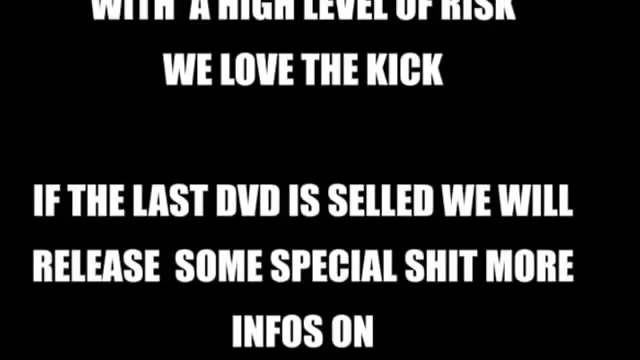 WITH A HIGH LEVEL OF RISK
WE LOVE THE KICK
IF THE LAST DVD IS SELLED WE WILL
RELEASE SOME SPECIAL SHIT MORE
INFOS ON